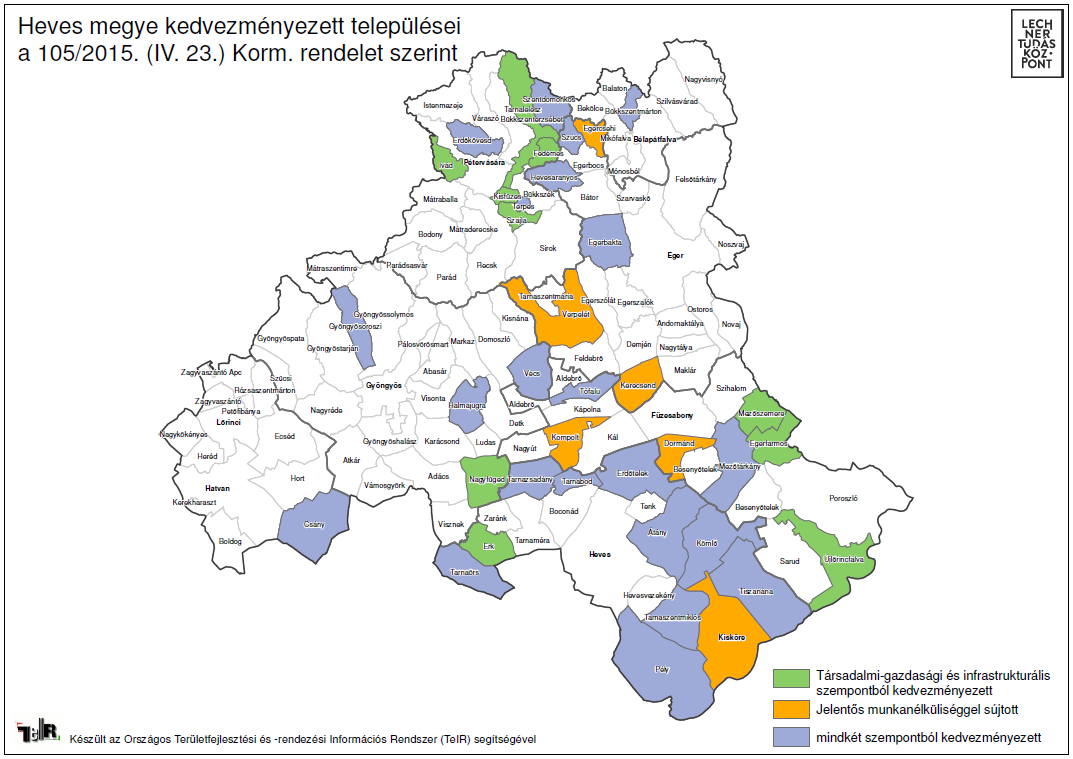 Heves megye kedvezményezett települései
a 105/2015. (IV. 23.) Korm. rendelet szerint
LECH
NER
TUDÁS
KÖZ·
PONT
Nagyvisnyó
Balaton
Szilvásvárad
Istenmezeje
Szentdomonkos
Tarnalelesz
Bekölce
Bükkszentmárton
Váraszó
Bükkszenterzsébet
Egercsehi
Erdőkövesd
Szúcs
Mikófalva
Bélapátfalva
Fedémes
Ivád
Pétervására
Egerbocs
Mónosbél
Hevesaranyos
Felsőtárkány
Mátraballa
Kisfüzes
Bükkszék
Bátor
Szarvaskő
Terpes
Szajla
Bodony
Mátraderecske
Sirok
Egerbakta
Noszvaj
Eger
Mátraszentimre
Parádsasvár
Recsk
Parád
Tarnaszentmária
Egerszólát
Egerszalók
Gyöngyössolymos
Kisnána
Verpelét
Ostoros
Gyöngyösoroszi
Andornaktálya
Novaj
Gyöngyöspata
Gyöngyöstarján
Pálosvörösmart
Markaz
Domoszló
Demjén
Nagytálya
Feldebrő
Zagyvaszántó
Apc
Szűcsi
Abasár
Vécs
Aldebrő
Maklár
Gyöngyös
Kerecsend
Rózsaszentmárton
Tófalu
Szihalom
Zagyvaszántó
Visonta
Halmajugra
Aldebrő
Petőfibánya
Nagyréde
Kápolna
Füzesabony
Mezőszemere
Lőrinci
Detk
Nagykökényes
Ecséd
Gyöngyöshalász
Karácsond
Ludas
Kompolt
Kál
Dormánd
Egerfarmos
Nagyút
Heréd
Atkár
Besenyőtelek
Mezőtárkány
Hort
Adács
Nagyfüged
Tarnazsadány
Tarnabod
Erdőtelek
Hatvan
Vámosgyörk
Poroszló
Kerekharaszt
Tenk
Besenyőtelek
Boconád
Csány
Visznek
Zaránk
Átány
Boldog
Erk
Tarnaméra
Heves
Kömlő
Sarud
Újlőrincfalva
Tarnaörs
Tiszanána
Hevesvezekény
Tarnaszentmiklós
Kisköre
Pély
Társadalmi-gazdasági és infrastrukturális
szempontból kedvezményezett
Jelentős munkanélküliséggel sújtott
mindkét szempontból kedvezményezett
TeIR
Készült az Országos Területfejlesztési és -rendezési Információs Rendszer (TeIR) segítségével